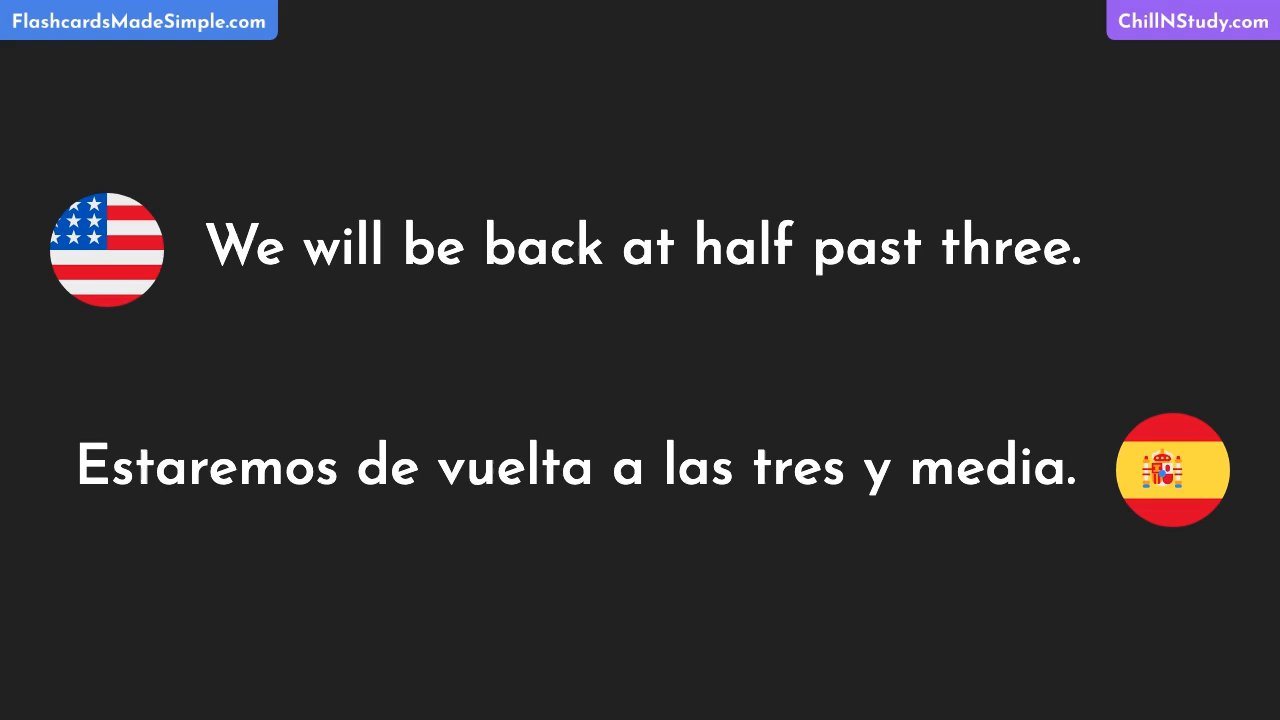 FlashcardsMadeSimple.com
ChillNStudy.com
We will be back at half past three.
Estaremos de vuelta a las tres y media.